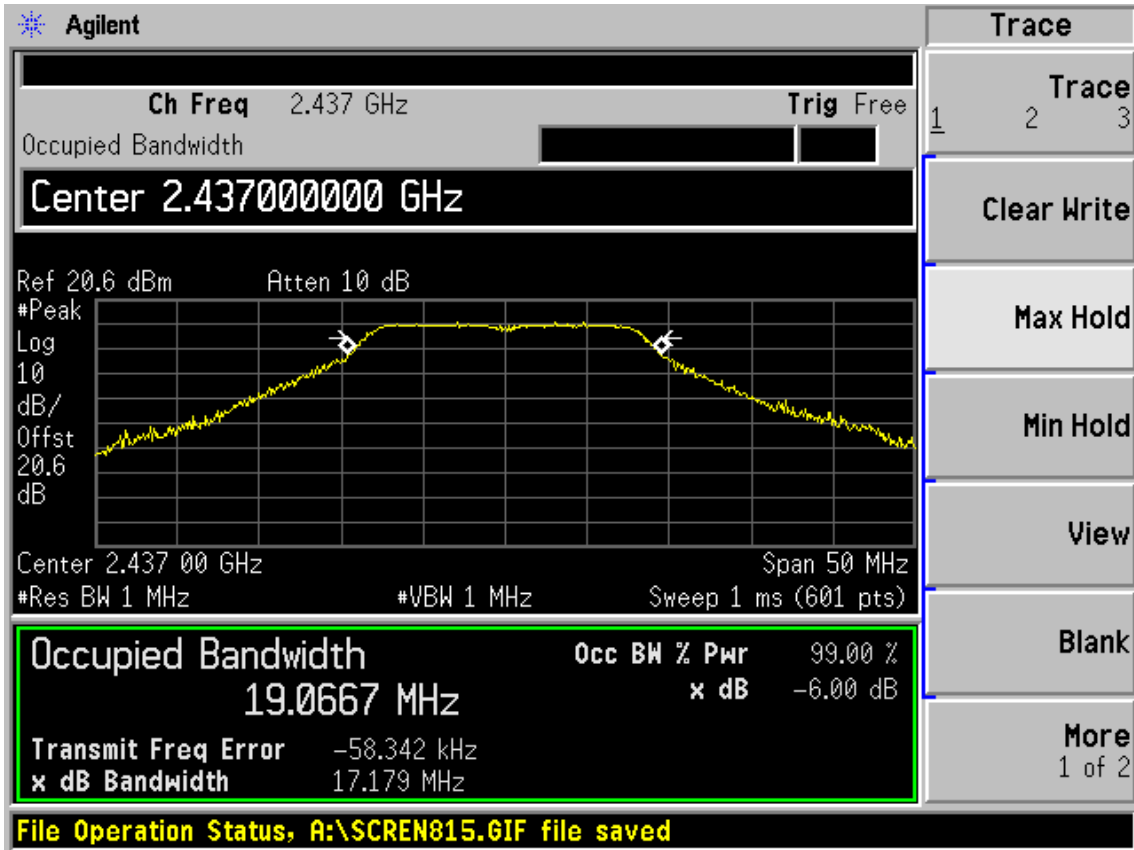 Agilent
Trace
Ch Freq 2.437 GHz Trig Free
Occupied Bandwidth
Center 2.437000000 GHz
Ref 20.6 dBm Atten 10 dB
#Peak
Log
10
dB/
Offst
20.6
dB
Center 2.437 00 GHz Span 50 MHz
#Res BW 1 MHz #VBW 1 MHz Sweep 1 ms (601 pts)
Occupied Bandwidth
19.0667 MHz
Occ BW % Pwr 99.00 %
x dB -6.00 dB
Transmit Freq Error -58.342 kHz
x dB Bandwidth 17.179 MHz
File Operation Status, A:\SCREN815.GIF file saved
Trace
1 2 3
Clear Write
Max Hold
Min Hold
View
Blank
More
1 of 2